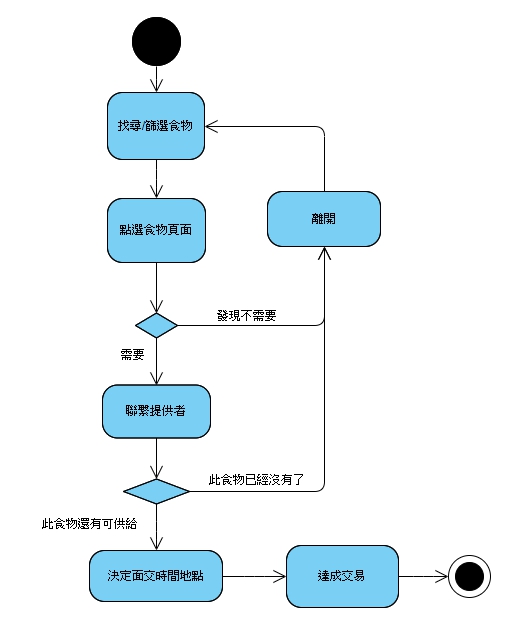 找尋/篩選食物
點選食物頁面
離開
發現不需要
需要
聯繫提供者
此食物已經沒有了
此食物還有可供給
決定面交時間地點
達成交易